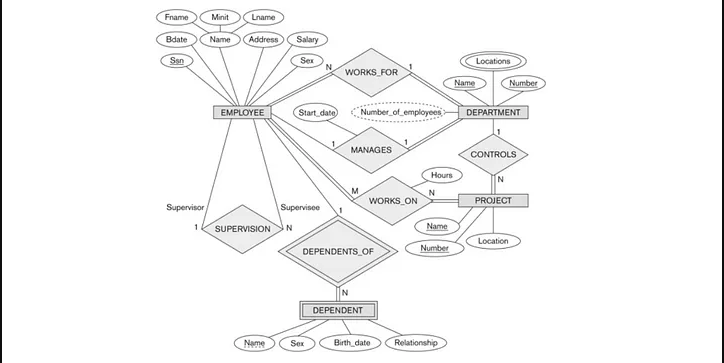 Fname Minit Lname
Bdate Name Address Salary
Ssn Sex
N WORKS_FOR 1
Locations
Name Number
EMPLOYEE Start_date Number_of_employees DEPARTMENT
1 MANAGES 1
1
CONTROLS
N
Hours
M WORKS_ON N PROJECT
Supervisor Supervisee
1 SUPERVISION N
1
Name
Number Location
DEPENDENTS_OF
N
DEPENDENT
Name Sex Birth_date Relationship